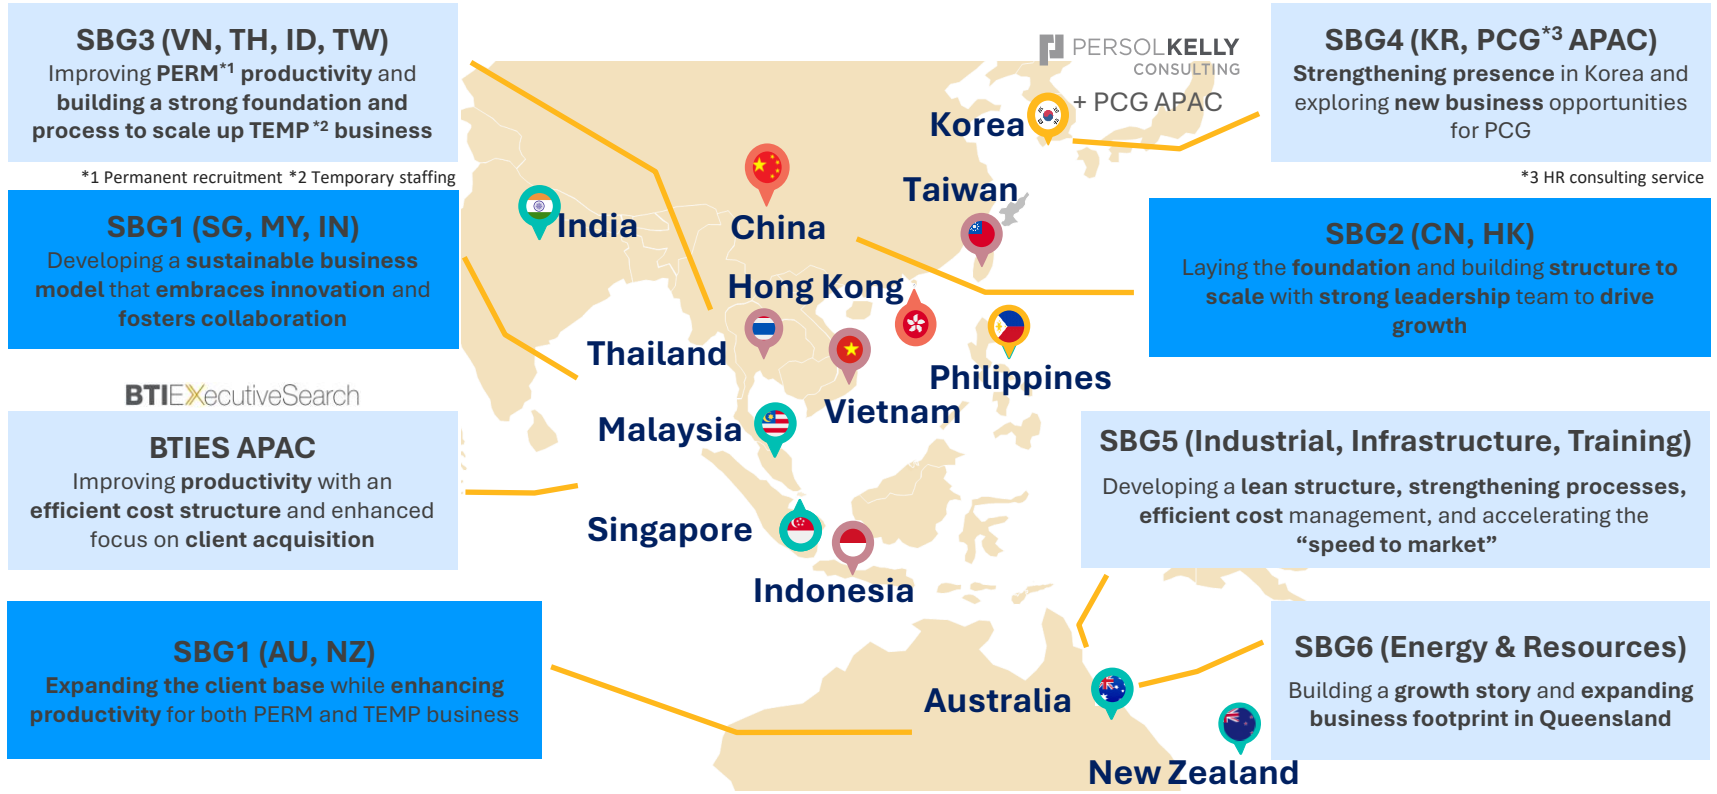 SBG3 (VN, TH, ID, TW)
Improving PERM*1 productivity and
building a strong foundation and
process to scale up TEMP*2 business
*1 Permanent recruitment *2 Temporary staffing
SBG1 (SG, MY, IN)
Developing a sustainable business
model that embraces innovation and
fosters collaboration
BTIEXecutiveSearch
BTIES APAC
Improving productivity with an
efficient cost structure and enhanced
focus on client acquisition
SBG1 (AU, NZ)
Expanding the client base while enhancing
productivity for both PERM and TEMP business
PERSOLKELLY
CONSULTING
+ PCG APAC
Korea
Taiwan
India
China
Hong Kong
Thailand
Philippines
Vietnam
Malaysia
Singapore
Indonesia
Australia
New Zealand
SBG4 (KR, PCG*3 APAC)
Strengthening presence in Korea and
exploring new business opportunities
for PCG
*3 HR consulting service
SBG2 (CN, HK)
Laying the foundation and building structure to
scale with strong leadership team to drive
growth
SBG5 (Industrial, Infrastructure, Training)
Developing a lean structure, strengthening processes,
efficient cost management, and accelerating the
“speed to market”
SBG6 (Energy & Resources)
Building a growth story and expanding
business footprint in Queensland